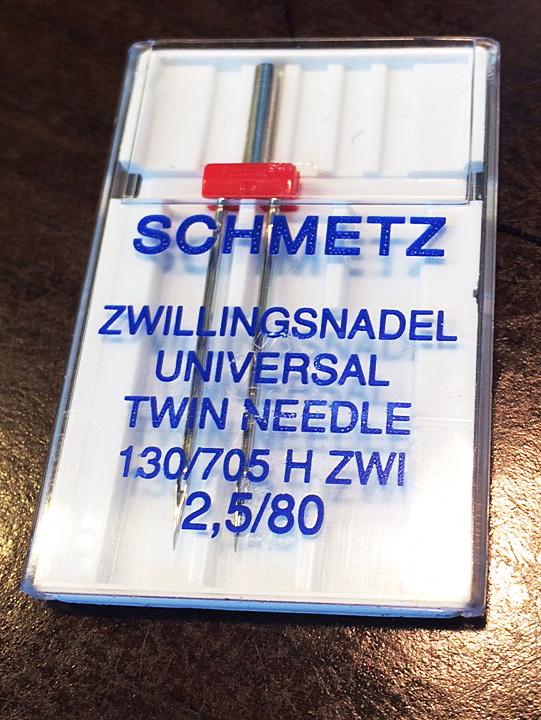 SCHMETZ
ZWILLINGSNADEL
UNIVERSAL
TWIN NEEDLE
130/705 H ZWI
2,5/80